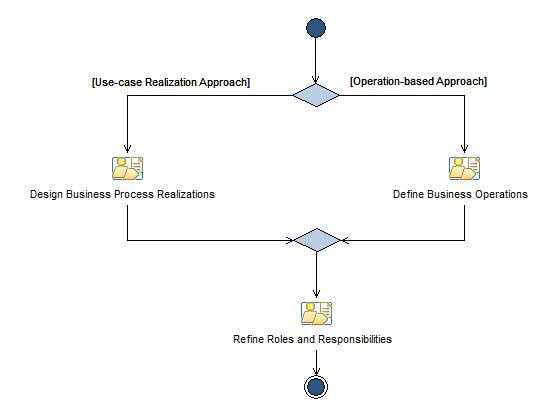 [Use-case Realization Approach]
[Operation-based Approach]
Design Business Process Realizations
Define Business Operations
Refine Roles and Responsibilities